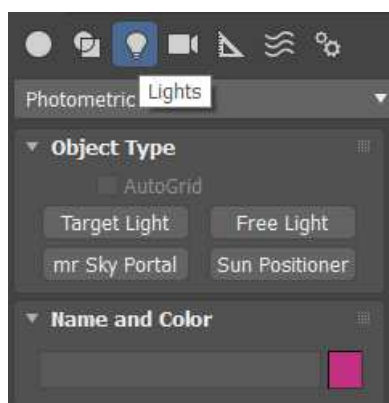 Photometric
Lights
Object Type
AutoGrid
Target Light Free Light
mr Sky Portal Sun Positioner
Name and Color